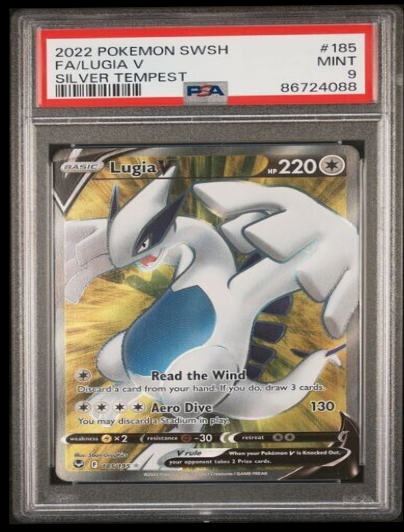 2022 POKEMON SWSH #185
FA/LUGIA V MINT
SILVER TEMPEST 9
PSA 86724088
BASIC Lugia V HP 220
Read the Wind
Discard a card from your hand. If you do, draw 3 cards.
Aero Dive 130
You may discard a Stadium in play.
weakness ×2 resistance -30 retreat
V rule When your Pokémon V is Knocked Out,
your opponent takes 2 Prize cards.
185/195